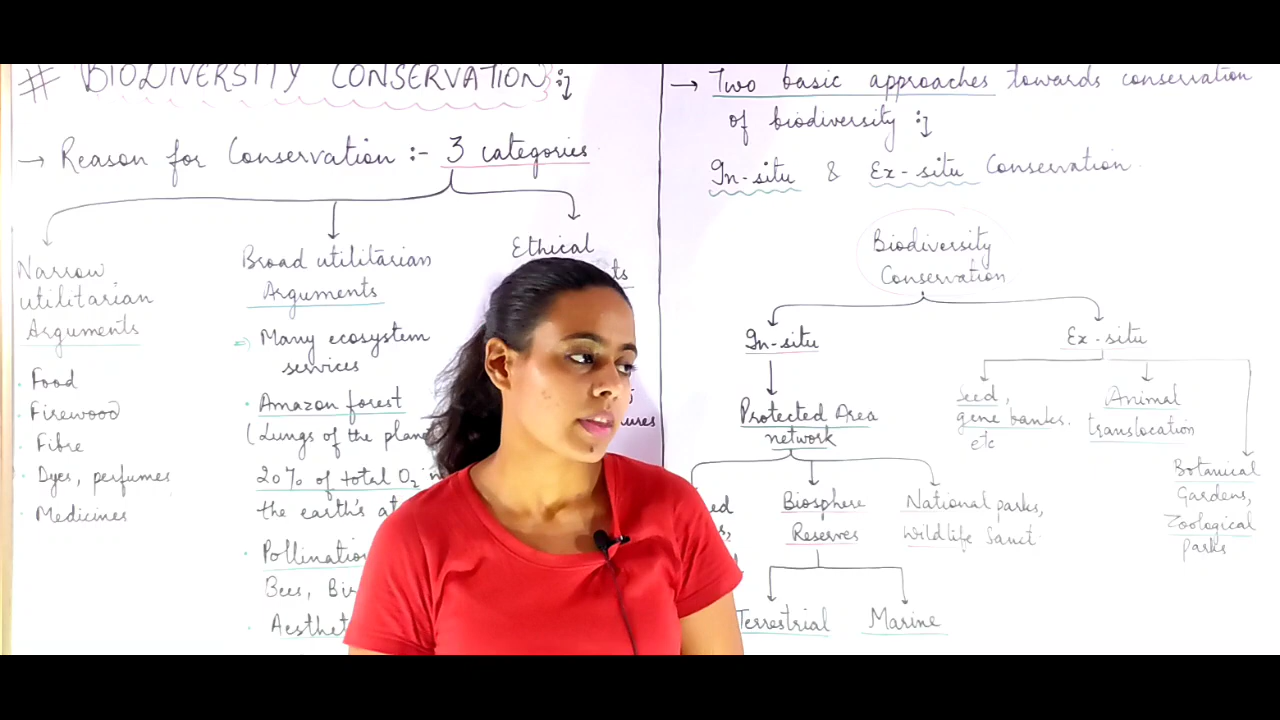 # BIODIVERSITY CONSERVATION :-
→ Reason for Conservation :- 3 categories
Narrow
utilitarian
Arguments
· Food
· Firewood
· Fibre
· Dyes, perfumes
· Medicines
Broad utilitarian
Arguments
⇒ Many ecosystem
services
· Amazon forest
(Lungs of the plane
20% of total O₂ in
the earth's at
· Pollination
Bees, Bi
· Aesthet
Ethical
ts
ures
→ Two basic approaches towards conservation
of biodiversity :-
In-situ & Ex-situ Conservation.
Biodiversity
Conservation
In-situ
Protected Area
network
ed
Biosphere
Reserves
Terrestrial
Marine
National parks,
Wildlife Sanct.
Ex-situ
Seed,
gene banks.
etc
Animal
translocation
Botanical
Gardens,
Zoological
parks